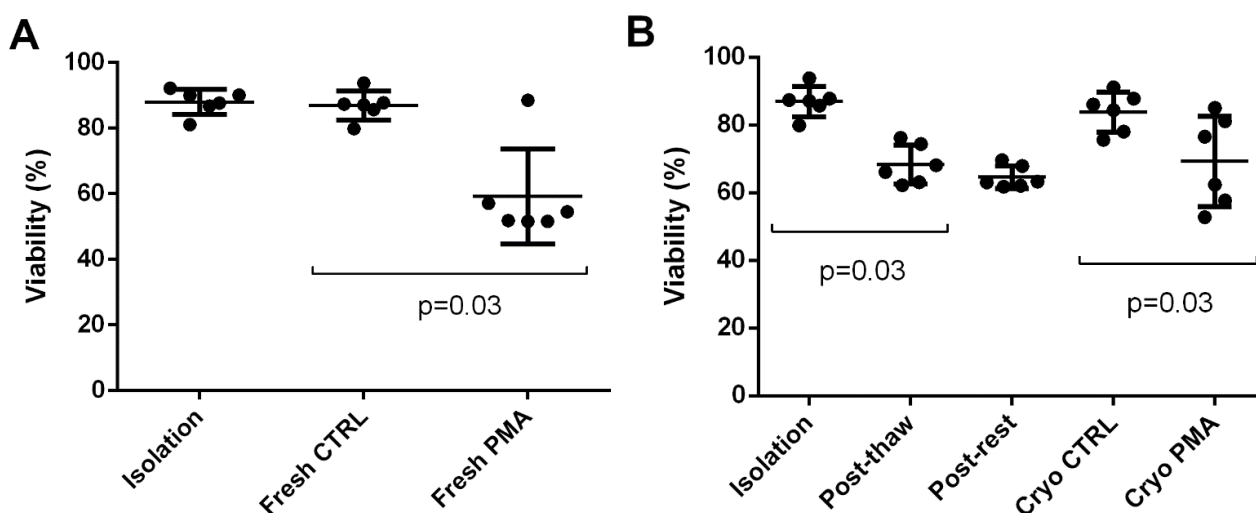 A
Viability (%)
100
80
60
40
20
0
p=0.03
Isolation
Fresh CTRL
Fresh PMA
B
Viability (%)
100
80
60
40
20
0
p=0.03
p=0.03
Isolation
Post-thaw
Post-rest
Cryo CTRL
Cryo PMA